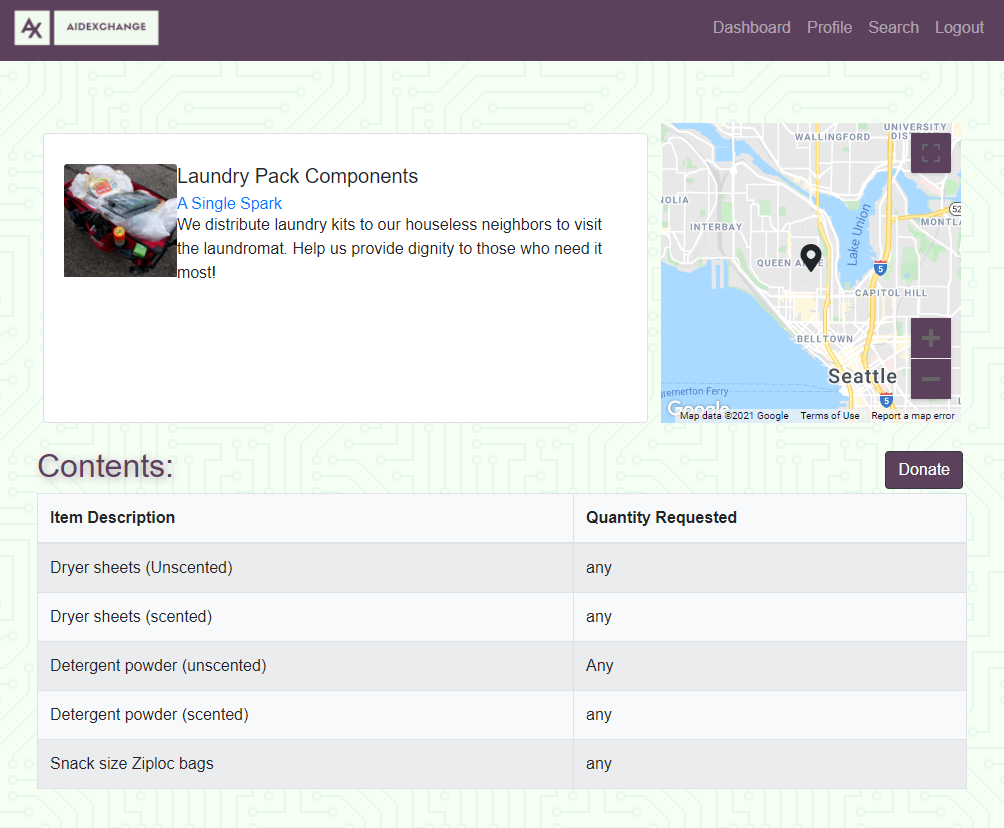 AX AIDEXCHANGE Dashboard Profile Search Logout
Laundry Pack Components
A Single Spark
We distribute laundry kits to our houseless neighbors to visit
the laundromat. Help us provide dignity to those who need it
most!
UNIVERSITY
WALLINGFORD
INTERBAY
Lake Union
52
QUEEN
5
CAPITOL HILL
BELLTOWN
Seattle
5
Google
Map data ©2021 Google Terms of Use Report a map error
Contents:
Donate
Item Description Quantity Requested
Dryer sheets (Unscented) any
Dryer sheets (scented) any
Detergent powder (unscented) Any
Detergent powder (scented) any
Snack size Ziploc bags any